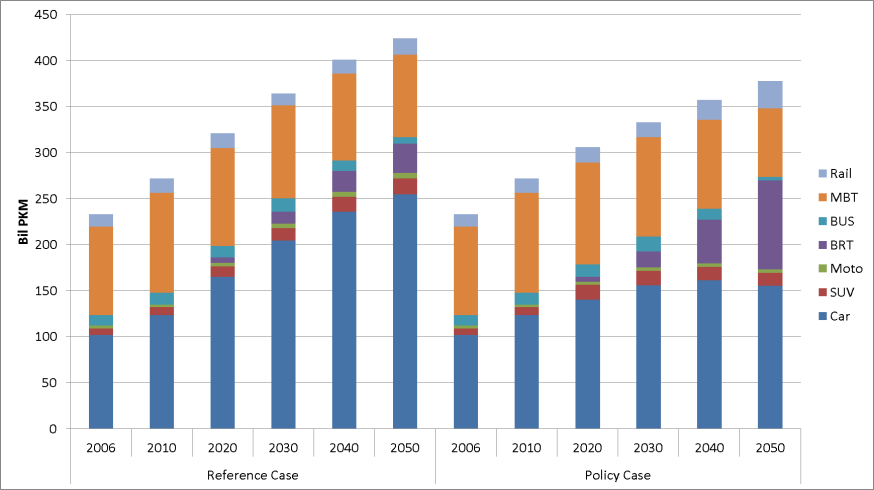 450
400
350
300
250
200
150
100
50
0
Bil PKM
2006 2010 2020 2030 2040 2050 2006 2010 2020 2030 2040 2050
Reference Case Policy Case
Rail
MBT
BUS
BRT
Moto
SUV
Car